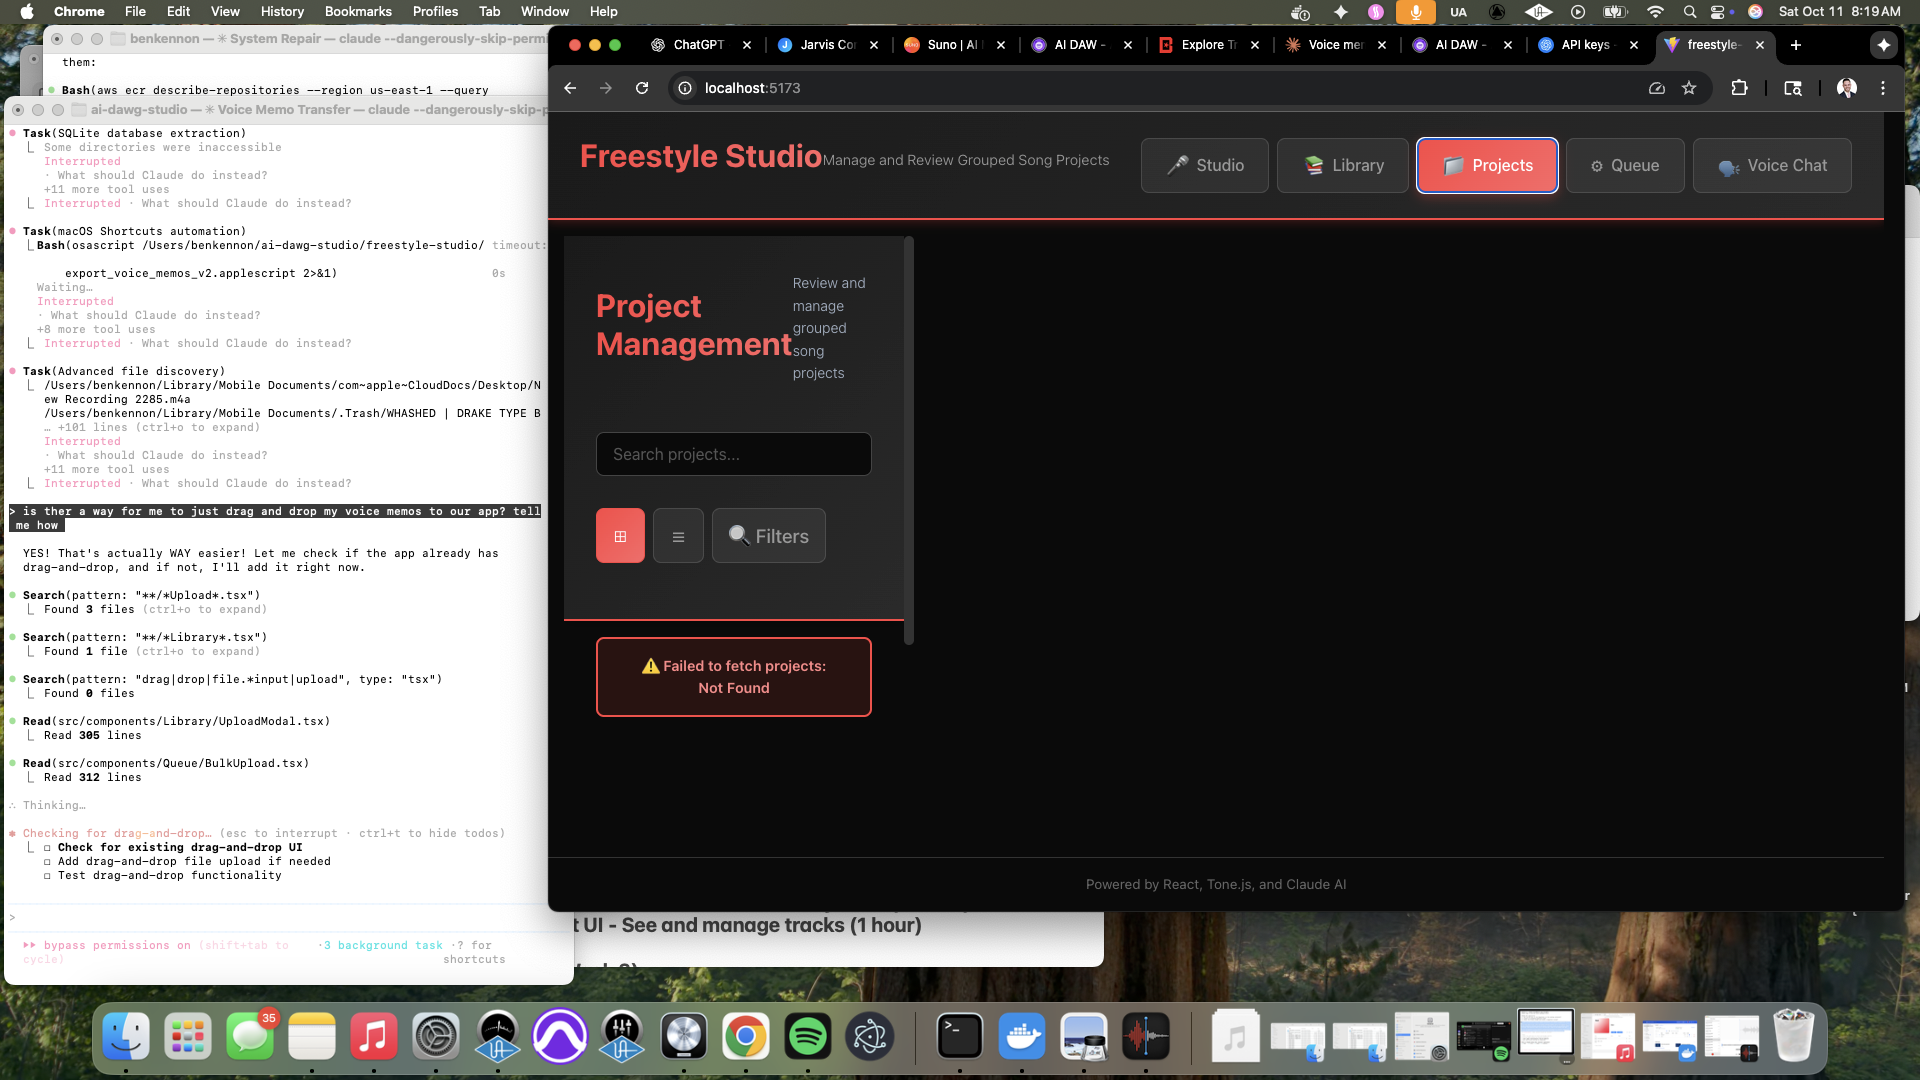 Chrome File Edit View History Bookmarks Profiles Tab Window Help
UA
Sat Oct 11 8:19 AM
benkennon — ✳ System Repair — claude --dangerously-skip-permi
them:
Bash(aws ecr describe-repositories --region us-east-1 --query
ai-dawg-studio — ✳ Voice Memo Transfer — claude --dangerously-skip-p
Task(SQLite database extraction)
Some directories were inaccessible
Interrupted
· What should Claude do instead?
+11 more tool uses
Interrupted · What should Claude do instead?
Task(macOS Shortcuts automation)
Bash(osascript /Users/benkennon/ai-dawg-studio/freestyle-studio/ timeout:
export_voice_memos_v2.applescript 2>&1) 0s
Waiting…
Interrupted
· What should Claude do instead?
+8 more tool uses
Interrupted · What should Claude do instead?
Task(Advanced file discovery)
/Users/benkennon/Library/Mobile Documents/com~apple~CloudDocs/Desktop/N
ew Recording 2285.m4a
/Users/benkennon/Library/Mobile Documents/.Trash/WHASHED | DRAKE TYPE B
… +101 lines (ctrl+o to expand)
Interrupted
· What should Claude do instead?
+11 more tool uses
Interrupted · What should Claude do instead?
> is ther a way for me to just drag and drop my voice memos to our app? tell
me how
YES! That's actually WAY easier! Let me check if the app already has
drag-and-drop, and if not, I'll add it right now.
Search(pattern: "**/*Upload*.tsx")
Found 3 files (ctrl+o to expand)
Search(pattern: "**/*Library*.tsx")
Found 1 file (ctrl+o to expand)
Search(pattern: "drag|drop|file.*input|upload", type: "tsx")
Found 0 files
Read(src/components/Library/UploadModal.tsx)
Read 305 lines
Read(src/components/Queue/BulkUpload.tsx)
Read 312 lines
∴ Thinking…
✽ Checking for drag-and-drop… (esc to interrupt · ctrl+t to hide todos)
☐ Check for existing drag-and-drop UI
☐ Add drag-and-drop file upload if needed
☐ Test drag-and-drop functionality
>
▸▸ bypass permissions on (shift+tab to ·3 background task ·? for
cycle) shortcuts
ChatGPT
Jarvis Co
Suno | AI
AI DAW -
Explore Tr
Voice mer
AI DAW -
API keys -
freestyle-
localhost:5173
Freestyle Studio
Manage and Review Grouped Song Projects
🎤 Studio
📚 Library
📁 Projects
⚙ Queue
🗣️ Voice Chat
Project
Management
Review and
manage
grouped
song
projects
Search projects...
⊞
☰
🔍 Filters
⚠️ Failed to fetch projects:
Not Found
Powered by React, Tone.js, and Claude AI
t UI - See and manage tracks (1 hour)
35